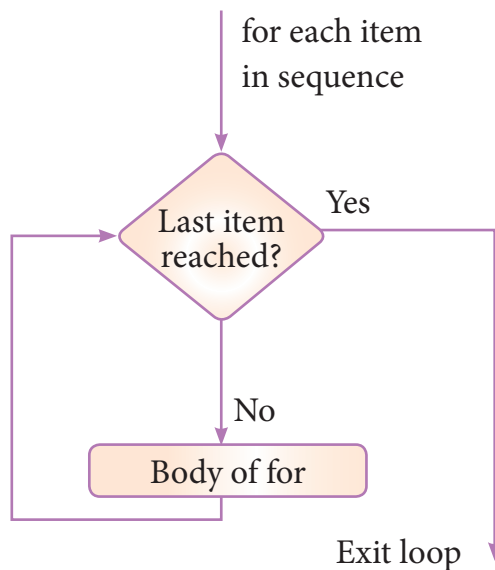 for each item
in sequence
Yes
Last item
reached?
No
Body of for
Exit loop